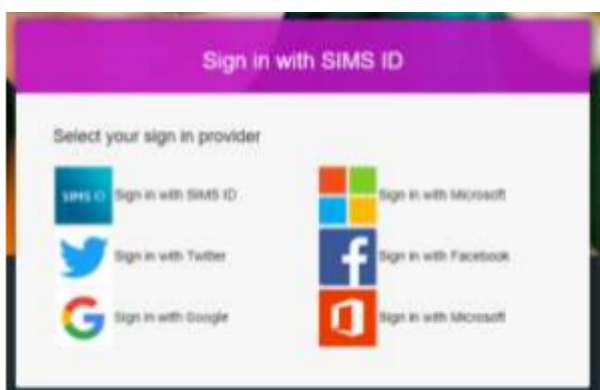 Sign in with SIMS ID
Select your sign in provider
SIMS ID
Sign in with SIMS ID
Sign in with Microsoft
Sign in with Twitter
Sign in with Facebook
Sign in with Google
Sign in with Microsoft